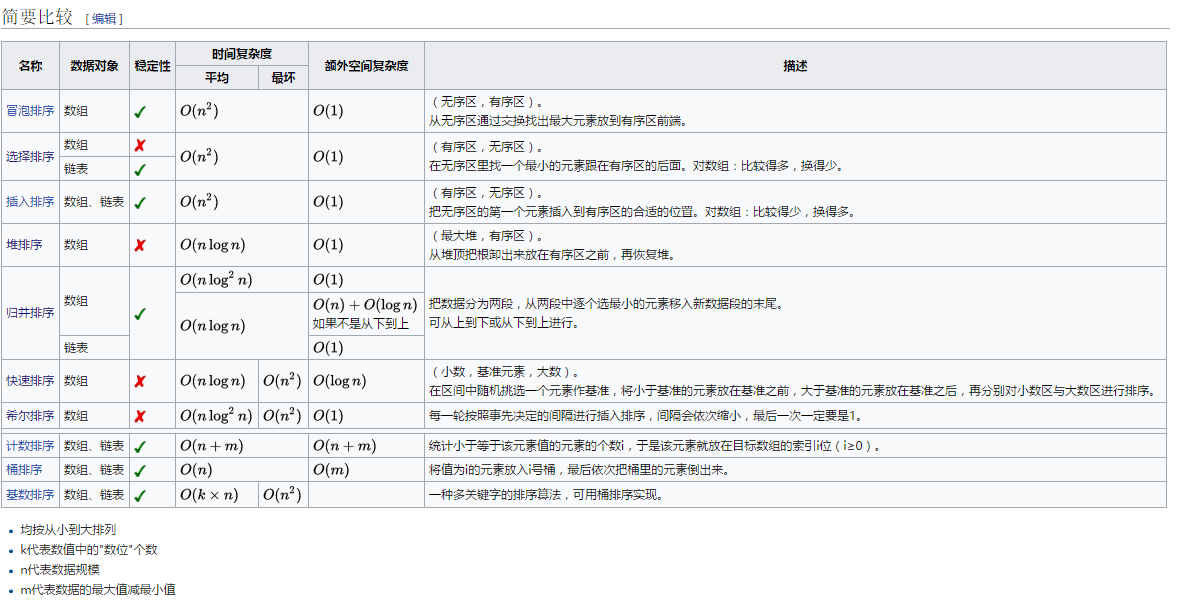 简要比较 [编辑]
名称 数据对象 稳定性 时间复杂度 额外空间复杂度 描述
平均 最坏
冒泡排序 数组 ✓ O(n²) O(1) (无序区，有序区)。
从无序区通过交换找出最大元素放到有序区前端。
选择排序 数组 ✗ O(n²) O(1) (有序区，无序区)。
链表 ✓ 在无序区里找一个最小的元素跟在有序区的后面。对数组：比较得多，换得少。
插入排序 数组、链表 ✓ O(n²) O(1) (有序区，无序区)。
把无序区的第一个元素插入到有序区的合适的位置。对数组：比较得少，换得多。
堆排序 数组 ✗ O(n log n) O(1) (最大堆，有序区)。
从堆顶把根卸出来放在有序区之前，再恢复堆。
归并排序 数组 ✓ O(n log² n) O(1)
O(n log n) O(n) + O(log n)
如果不是从下到上
链表 O(1)
把数据分为两段，从两段中逐个选最小的元素移入新数据段的末尾。
可从上到下或从下到上进行。
快速排序 数组 ✗ O(n log n) O(n²) O(log n) (小数，基准元素，大数)。
在区间中随机挑选一个元素作基准，将小于基准的元素放在基准之前，大于基准的元素放在基准之后，再分别对小数区与大数区进行排序。
希尔排序 数组 ✗ O(n log² n) O(n²) O(1) 每一轮按照事先决定的间隔进行插入排序，间隔会依次缩小，最后一次一定要是1。
计数排序 数组、链表 ✓ O(n + m) O(n + m) 统计小于等于该元素值的元素的个数i，于是该元素就放在目标数组的索引i位（i≥0）。
桶排序 数组、链表 ✓ O(n) O(m) 将值为i的元素放入i号桶，最后依次把桶里的元素倒出来。
基数排序 数组、链表 ✓ O(k × n) O(n²) 一种多关键字的排序算法，可用桶排序实现。
• 均按从小到大排列
• k代表数值中的"数位"个数
• n代表数据规模
• m代表数据的最大值减最小值